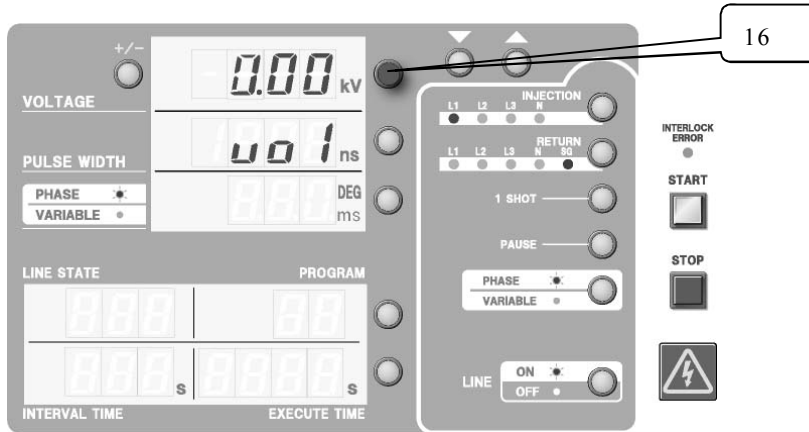 16
+/-
0.00 kV
VOLTAGE
vol ns
PULSE WIDTH
DEG
ms
PHASE
VARIABLE
LINE STATE PROGRAM
s s
INTERVAL TIME EXECUTE TIME
INJECTION
L1 L2 L3 N
RETURN
L1 L2 L3 N SG
1 SHOT
PAUSE
PHASE
VARIABLE
LINE ON
OFF
INTERLOCK
ERROR
START
STOP